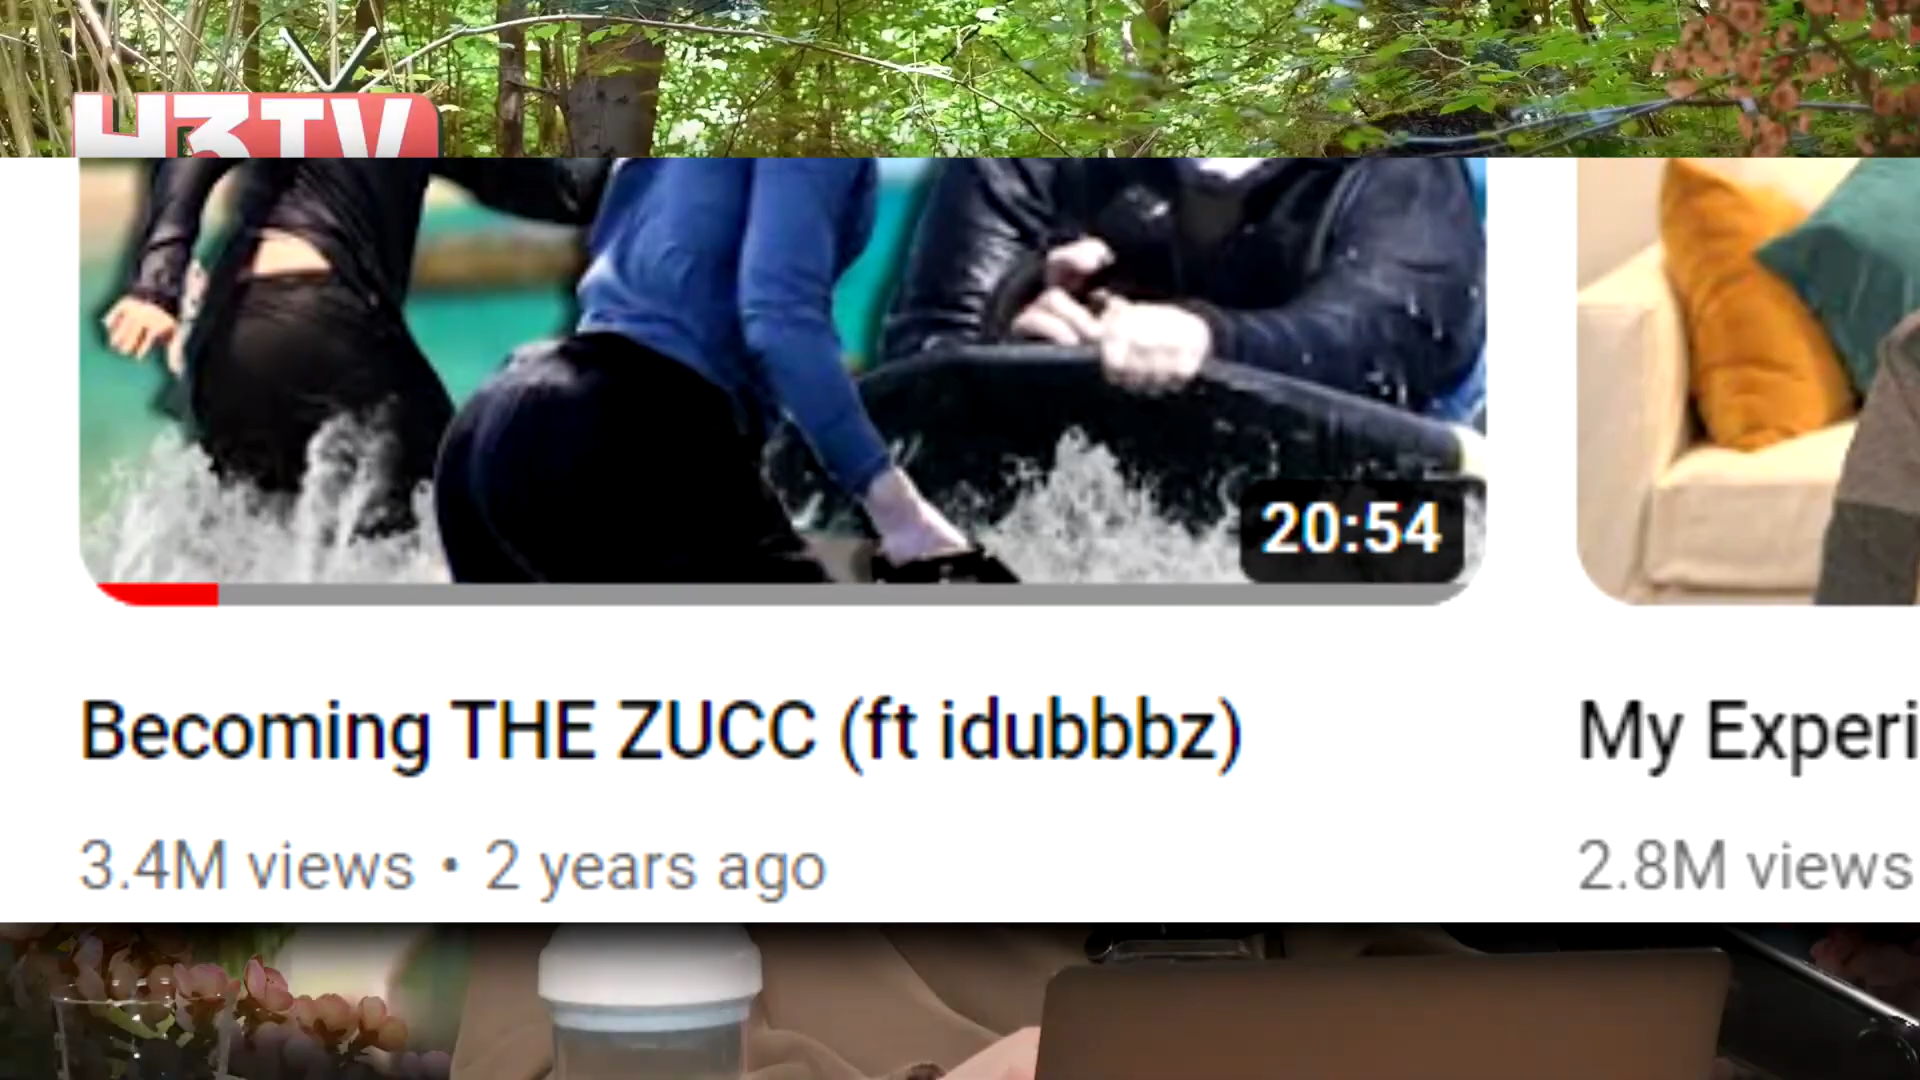 H3TV
20:54
Becoming THE ZUCC (ft idubbbz)
My Experi
3.4M views • 2 years ago
2.8M views